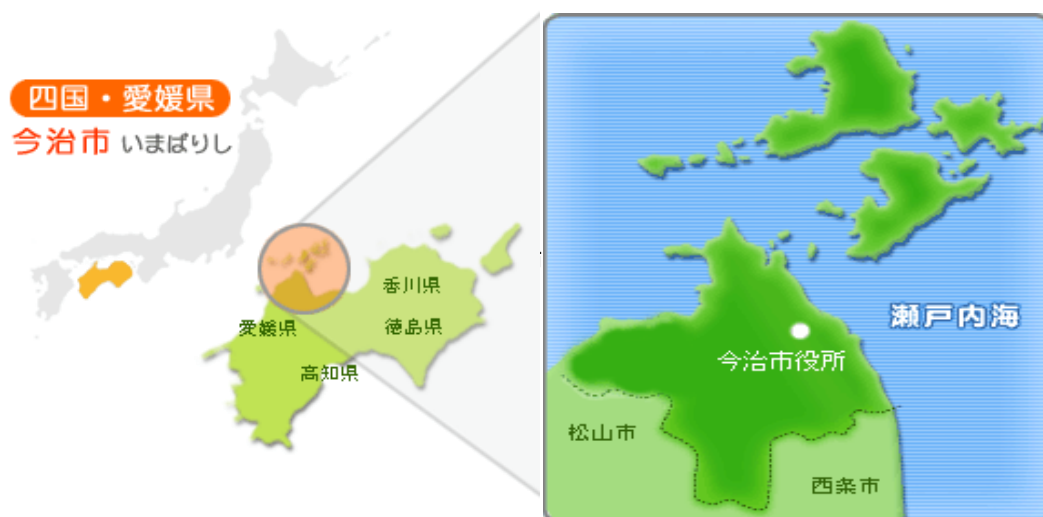 四国・愛媛県
今治市 いまばりし
香川県
愛媛県
徳島県
高知県
瀬戸内海
今治市役所
松山市
西条市